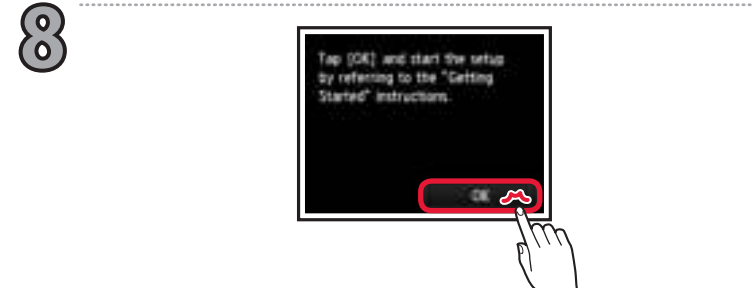 8
Tap [OK] and start the setup
by referring to the "Getting
Started" instructions.
OK